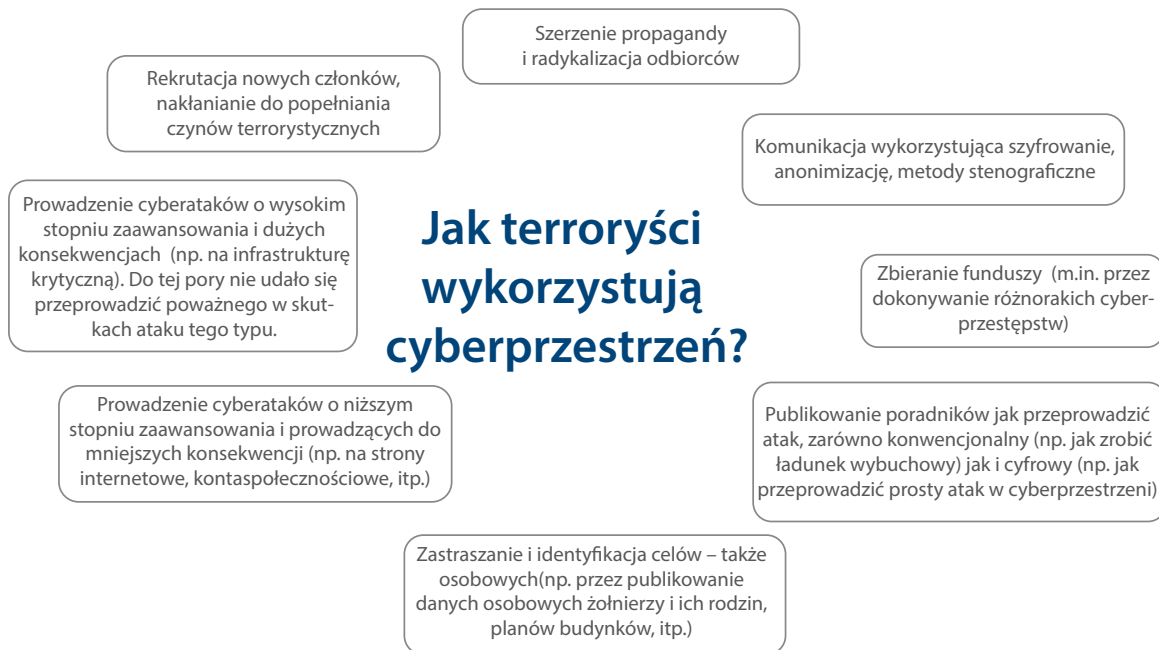 Szerzenie propagandy
i radykalizacja odbiorców
Rekrutacja nowych członków,
nakłanianie do popełniania
czynów terrorystycznych
Komunikacja wykorzystująca szyfrowanie,
anonimizację, metody stenograficzne
Prowadzenie cyberataków o wysokim
stopniu zaawansowania i dużych
konsekwencjach (np. na infrastrukturę
krytyczną). Do tej pory nie udało się
przeprowadzić poważnego w skut-
kach ataku tego typu.
Jak terroryści
wykorzystują
cyberprzestrzeń?
Zbieranie funduszy (m.in. przez
dokonywanie różnorakich cyber-
przestępstw)
Prowadzenie cyberataków o niższym
stopniu zaawansowania i prowadzących do
mniejszych konsekwencji (np. na strony
internetowe, kontaspołecznościowe, itp.)
Publikowanie poradników jak przeprowadzić
atak, zarówno konwencjonalny (np. jak zrobić
ładunek wybuchowy) jak i cyfrowy (np. jak
przeprowadzić prosty atak w cyberprzestrzeni)
Zastraszanie i identyfikacja celów – także
osobowych(np. przez publikowanie
danych osobowych żołnierzy i ich rodzin,
planów budynków, itp.)